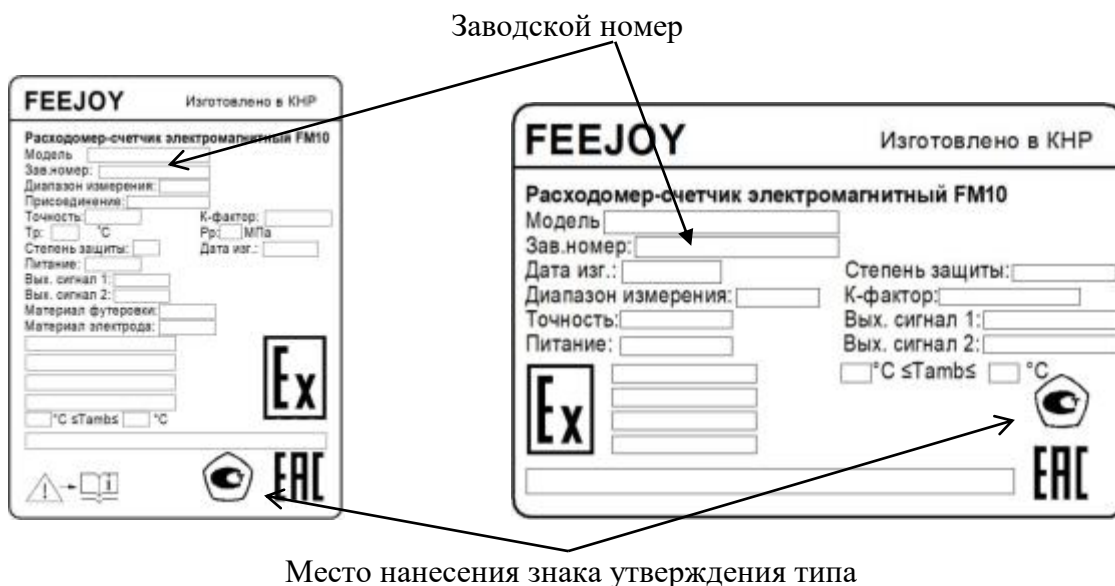 Заводской номер
FEEJOY Изготовлено в КНР
Расходомер-счетчик электромагнитный FM10
Модель
Зав.номер:
Диапазон измерения:
Присоединение:
Точность: К-фактор:
Tp: °C Pp: МПа
Степень защиты: Дата изг.:
Питание:
Вых. сигнал 1:
Вых. сигнал 2:
Материал футеровки:
Материал электрода:
Ex
°C ≤Tamb≤ °C
EAC
FEEJOY Изготовлено в КНР
Расходомер-счетчик электромагнитный FM10
Модель
Зав.номер:
Дата изг.: Степень защиты:
Диапазон измерения: К-фактор:
Точность: Вых. сигнал 1:
Питание: Вых. сигнал 2:
°C ≤Tamb≤ °C
Ex
EAC
Место нанесения знака утверждения типа